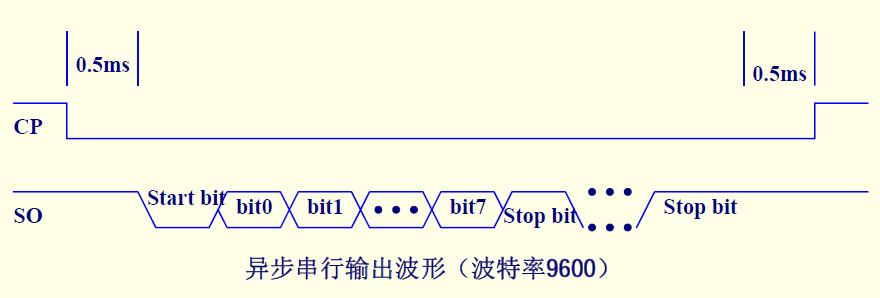 0.5ms
0.5ms
CP
Start bit bit0 bit1 ••• bit7 Stop bit ••• ••• Stop bit
SO
异步串行输出波形（波特率9600）